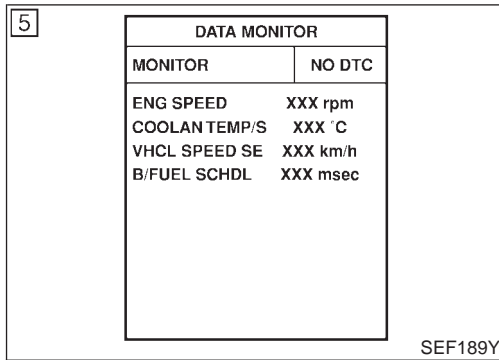 5
DATA MONITOR
MONITOR NO DTC
ENG SPEED XXX rpm
COOLAN TEMP/S XXX °C
VHCL SPEED SE XXX km/h
B/FUEL SCHDL XXX msec
SEF189Y